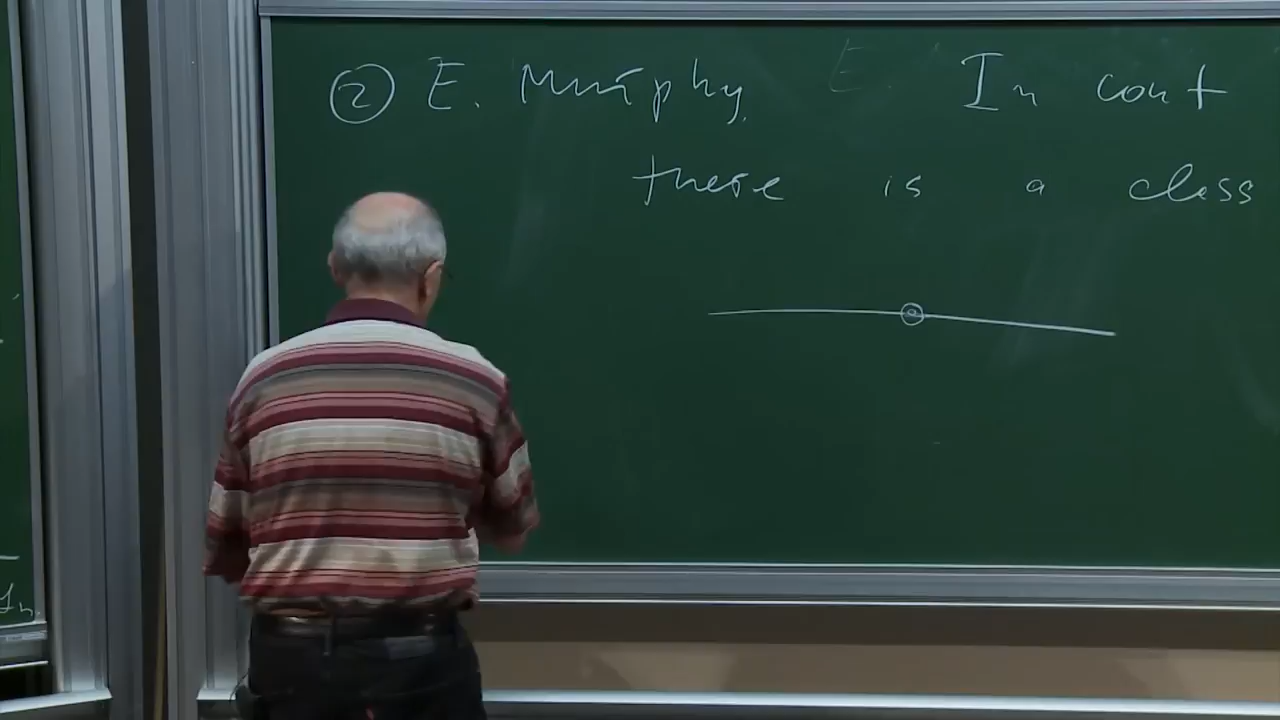 ② E. Murphy. E. In cont
there is a class